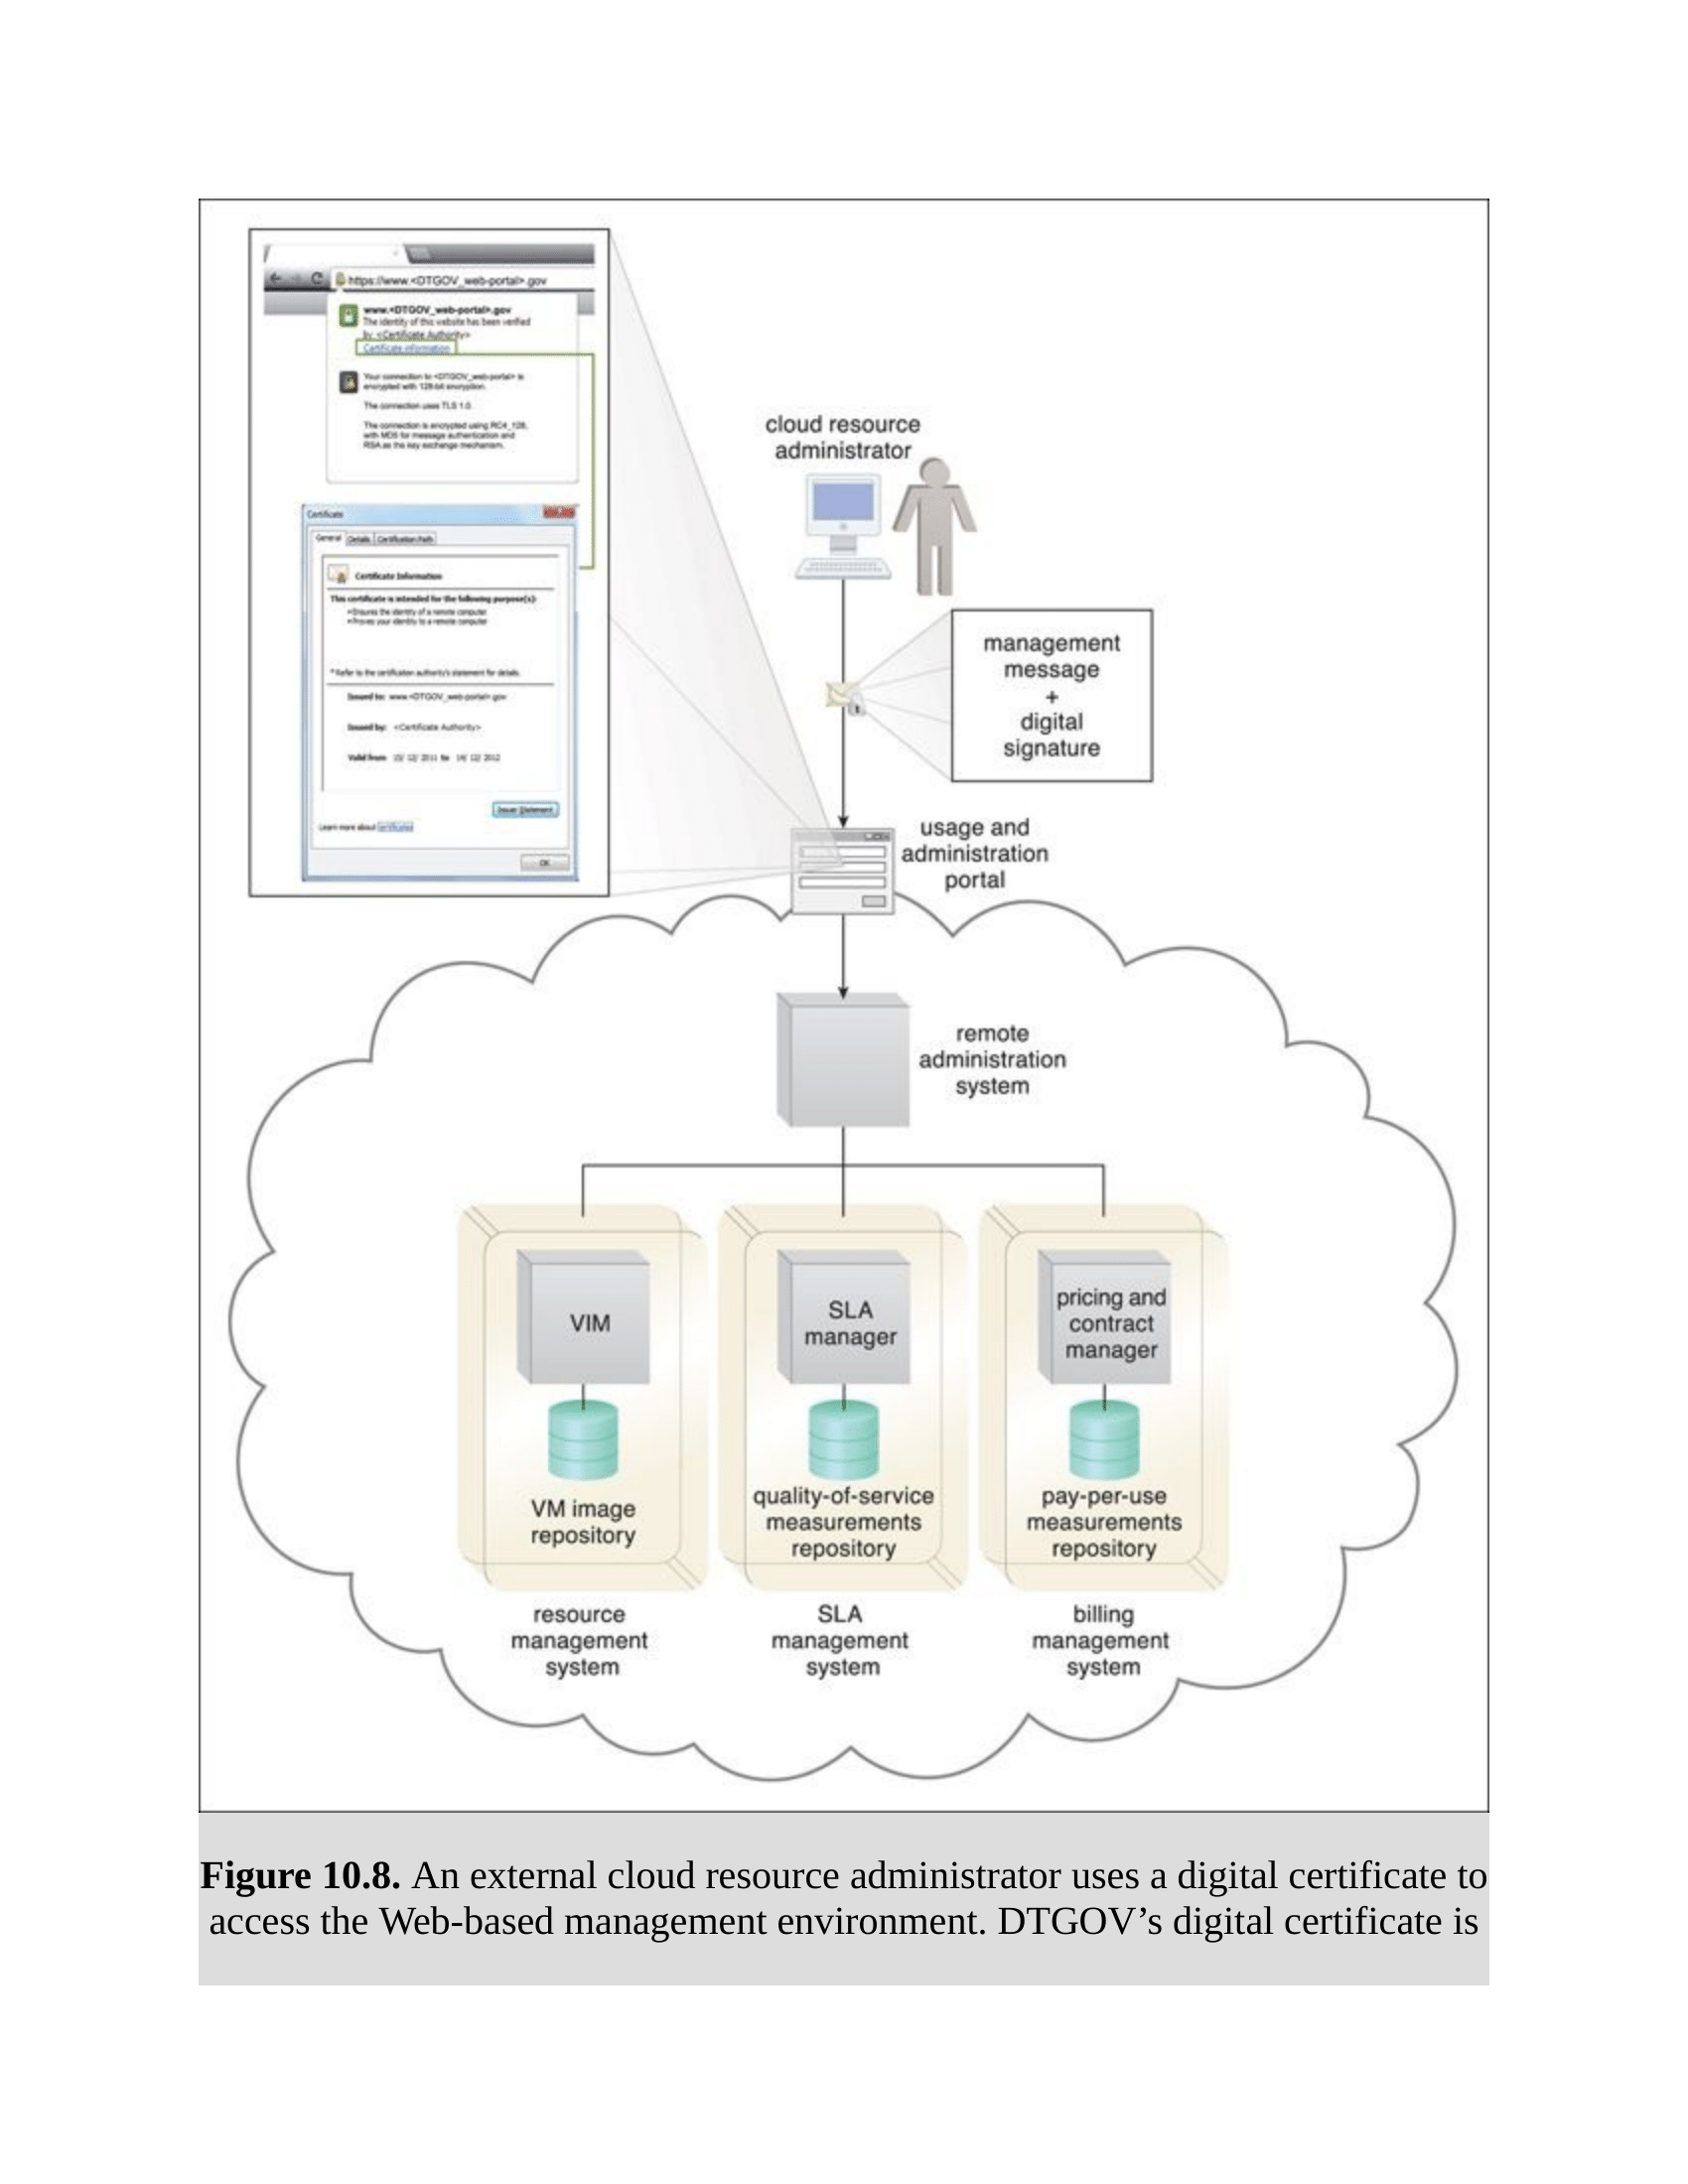 https://www.<DTGOV_web-portal>.gov
www.<DTGOV_web-portal>.gov
The identity of this website has been verified
by <Certificate Authority>
Certificate information
Your connection to <DTGOV_web-portal> is
encrypted with 128-bit encryption.
The connection uses TLS 1.0.
The connection is encrypted using RC4_128,
with MD5 for message authentication and
RSA as the key exchange mechanism.
Certificate
General Details Certification Path
Certificate Information
This certificate is intended for the following purpose(s):
•Ensures the identity of a remote computer
•Proves your identity to a remote computer
* Refer to the certification authority's statement for details.
Issued to: www.<DTGOV_web-portal>.gov
Issued by: <Certificate Authority>
Valid from 15/ 12/ 2011 to 14/ 12/ 2012
Issuer Statement
Learn more about certificates
OK
cloud resource
administrator
management
message
+
digital
signature
usage and
administration
portal
remote
administration
system
VIM
VM image
repository
resource
management
system
SLA
manager
quality-of-service
measurements
repository
SLA
management
system
pricing and
contract
manager
pay-per-use
measurements
repository
billing
management
system
Figure 10.8. An external cloud resource administrator uses a digital certificate to
access the Web-based management environment. DTGOV’s digital certificate is